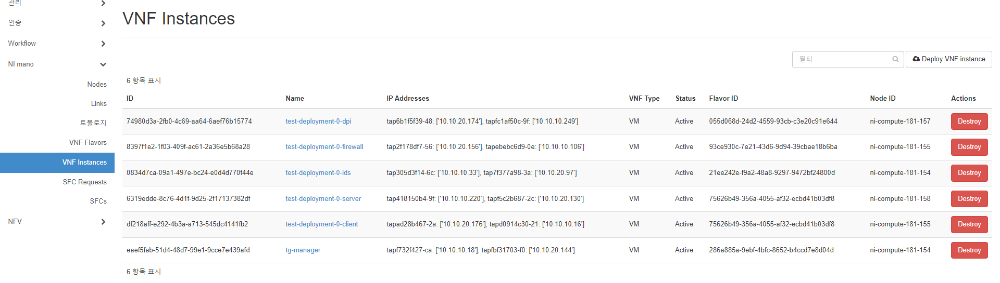 관리
인증
Workflow
NI mano
Nodes
Links
토폴로지
VNF Flavors
VNF Instances
SFC Requests
SFCs
NFV
VNF Instances
필터
Deploy VNF instance
6 항목 표시
ID Name IP Addresses VNF Type Status Flavor ID Node ID Actions
74980d3a-2fb0-4c69-aa64-6aef76b15774 test-deployment-0-dpi tap6b1f5f39-48: ['10.10.20.174'], tapfc1af50c-9f: ['10.10.10.249'] VM Active 055d068d-24d2-4559-93cb-c3e20c91e644 ni-compute-181-157 Destroy
8397f1e2-1f03-409f-ac61-2a36e5b68a28 test-deployment-0-firewall tap2f178df7-56: ['10.10.20.156'], tapebebc6d9-0e: ['10.10.10.106'] VM Active 93ce930c-7e21-43d6-9d94-39cbae18b6ba ni-compute-181-155 Destroy
0834d7ca-09a1-497e-bc24-e0d4d770f44e test-deployment-0-ids tap305d3f14-6c: ['10.10.10.33'], tap7f377a98-3a: ['10.10.20.97'] VM Active 21ee242e-f9a2-48a8-9297-9472bf24800d ni-compute-181-154 Destroy
6319edde-8c76-4d1f-9d25-2f17137382df test-deployment-0-server tap418150b4-9f: ['10.10.10.220'], tapf5c2b687-2c: ['10.10.20.130'] VM Active 75626b49-356a-4055-af32-ecbd41b03df8 ni-compute-181-158 Destroy
df218aff-e292-4b3a-a713-545dc4141fb2 test-deployment-0-client tapad28b467-2a: ['10.10.20.176'], tapd0914c30-21: ['10.10.10.16'] VM Active 75626b49-356a-4055-af32-ecbd41b03df8 ni-compute-181-155 Destroy
eaef5fab-51d4-48d7-99e1-9cce7e439afd tg-manager tapf732f427-ca: ['10.10.10.18'], tapfbf31703-f0: ['10.10.20.144'] VM Active 286a885a-9ebf-4bfc-8652-b4ccd7e8d04d ni-compute-181-154 Destroy
6 항목 표시